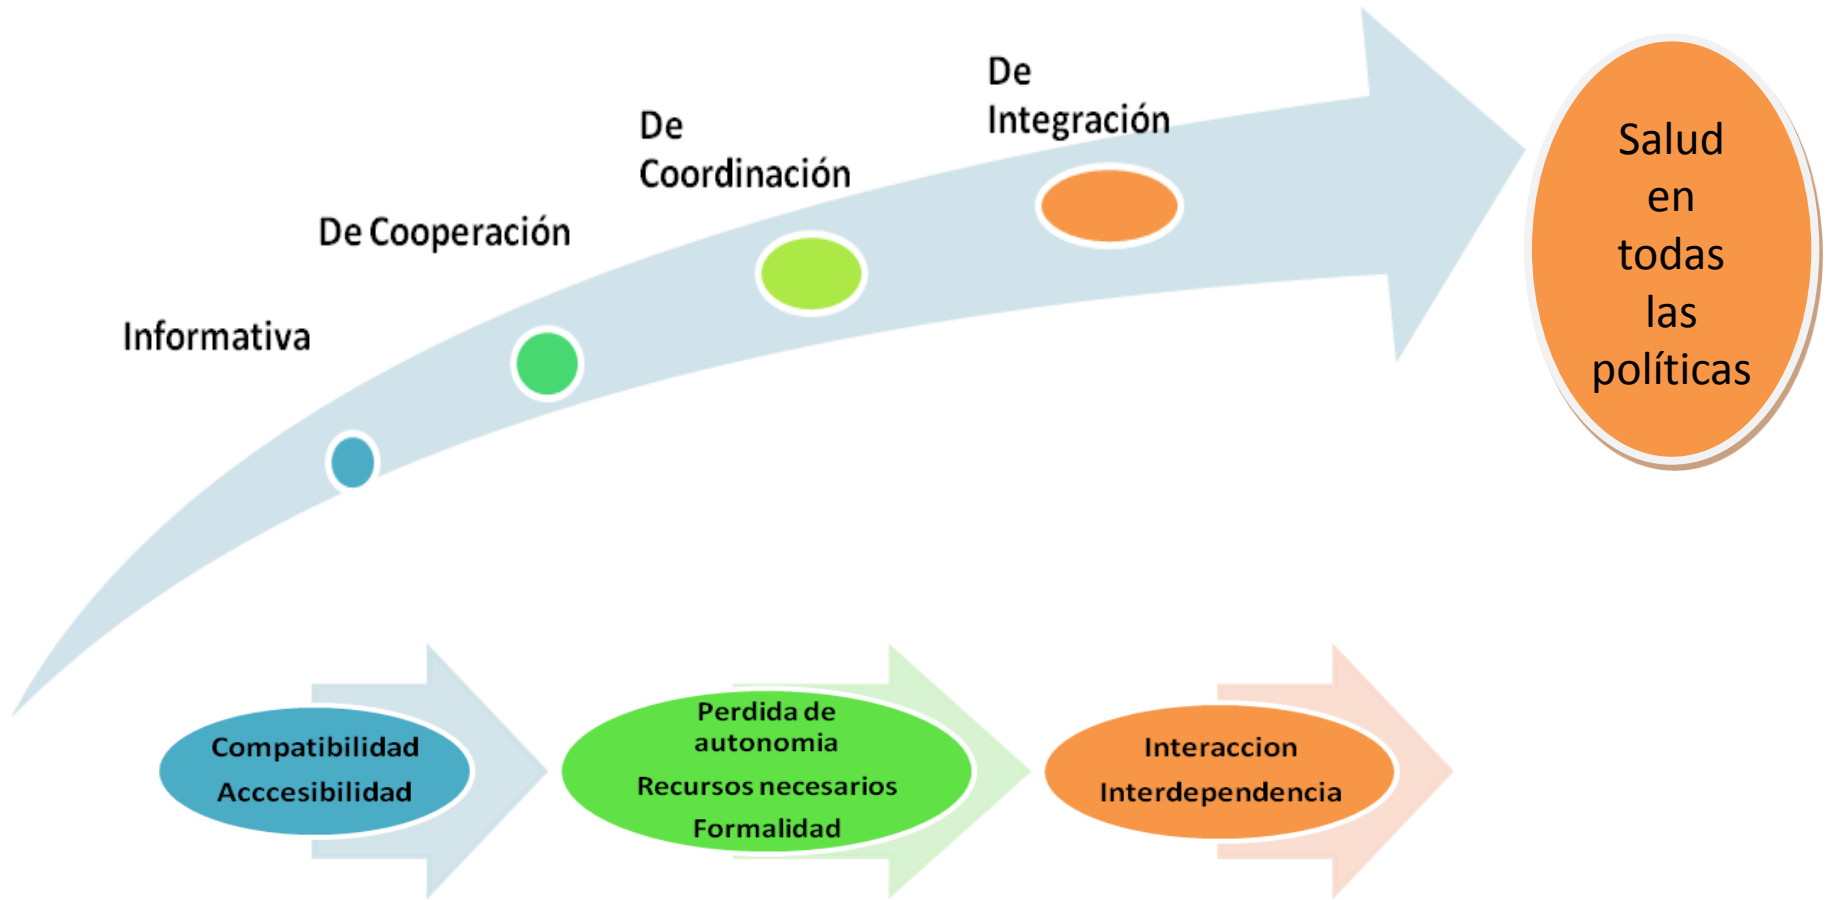 Informativa
De Cooperación
De
Coordinación
De
Integración
Salud
en
todas
las
políticas
Compatibilidad
Acccesibilidad
Perdida de
autonomia
Recursos necesarios
Formalidad
Interaccion
Interdependencia